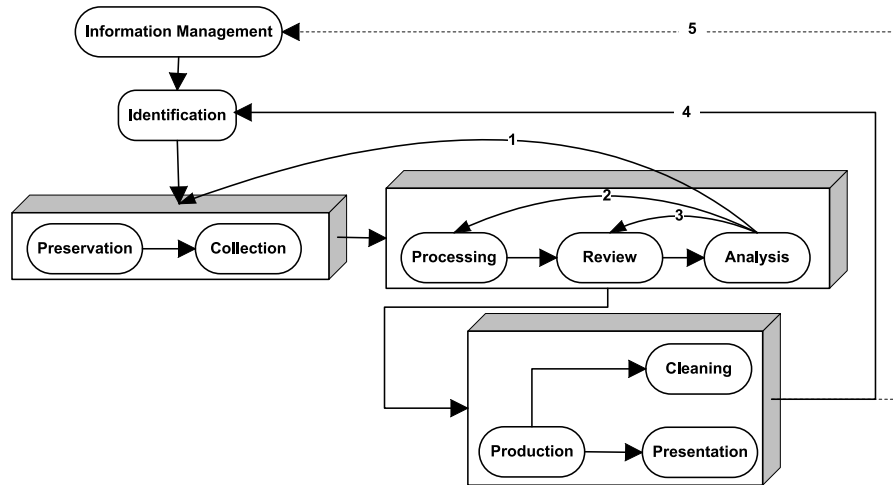 Information Management
5
Identification
4
1
2
3
Preservation
Collection
Processing
Review
Analysis
Cleaning
Production
Presentation